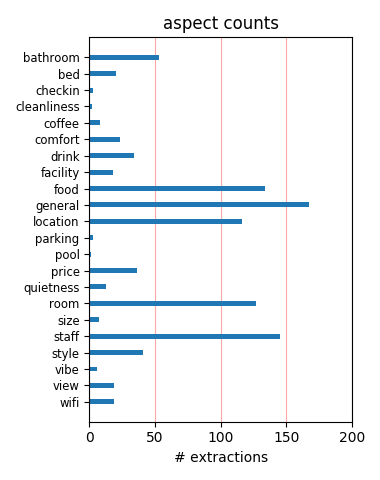 aspect counts
bathroom
bed
checkin
cleanliness
coffee
comfort
drink
facility
food
general
location
parking
pool
price
quietness
room
size
staff
style
vibe
view
wifi
0 50 100 150 200
# extractions